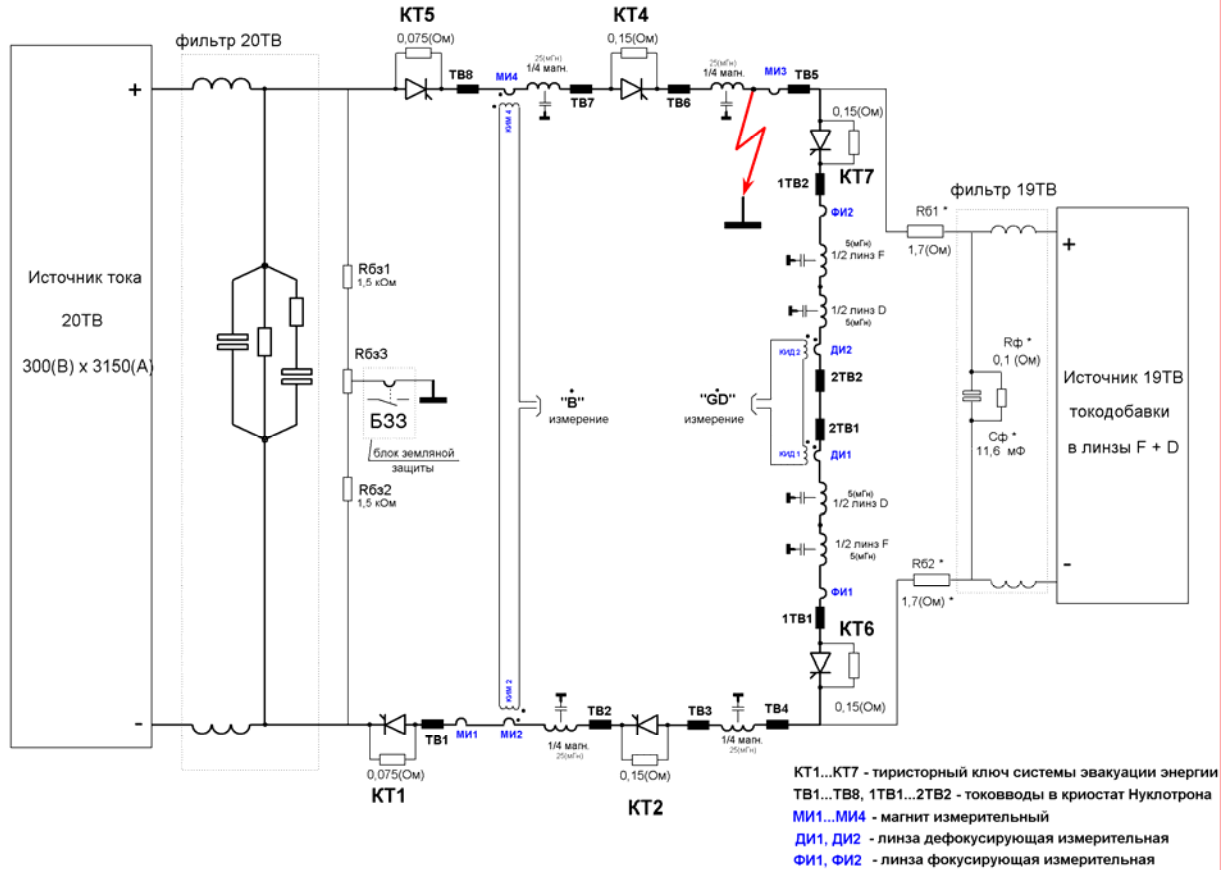 КТ5
КТ4
фильтр 20ТВ
0,075(Ом)
0,15(Ом)
25(мГн)
1/4 магн.
25(мГн)
1/4 магн.
МИ4
МИ3
ТВ8
ТВ7
ТВ6
ТВ5
+
КИМ 4
0,15(Ом)
КТ7
1ТВ2
ФИ2
фильтр 19ТВ
Rб1 *
1,7(Ом)
+
5(мГн)
1/2 линз F
Источник тока
20ТВ
300(В) х 3150(А)
Rбз1
1,5 кОм
1/2 линз D
5(мГн)
Rбз3
БЗЗ
блок земляной
защиты
"B"
измерение
"GD"
измерение
КИД 2
ДИ2
2ТВ2
2ТВ1
КИД 1
ДИ1
Rф *
0,1 (Ом)
Сф *
11,6 мФ
Источник 19ТВ
токодобавки
в линзы F + D
Rбз2
1,5 кОм
5(мГн)
1/2 линз D
1/2 линз F
5(мГн)
Rб2 *
1,7(Ом) *
-
ФИ1
1ТВ1
КТ6
0,15(Ом)
КИМ 2
-
ТВ1
МИ1
МИ2
ТВ2
ТВ3
ТВ4
1/4 магн.
25(мГн)
1/4 магн.
25(мГн)
0,075(Ом)
КТ1
0,15(Ом)
КТ2
КТ1...КТ7 - тиристорный ключ системы эвакуации энергии
ТВ1...ТВ8, 1ТВ1...2ТВ2 - токовводы в криостат Нуклотрона
МИ1...МИ4 - магнит измерительный
ДИ1, ДИ2 - линза дефокусирующая измерительная
ФИ1, ФИ2 - линза фокусирующая измерительная